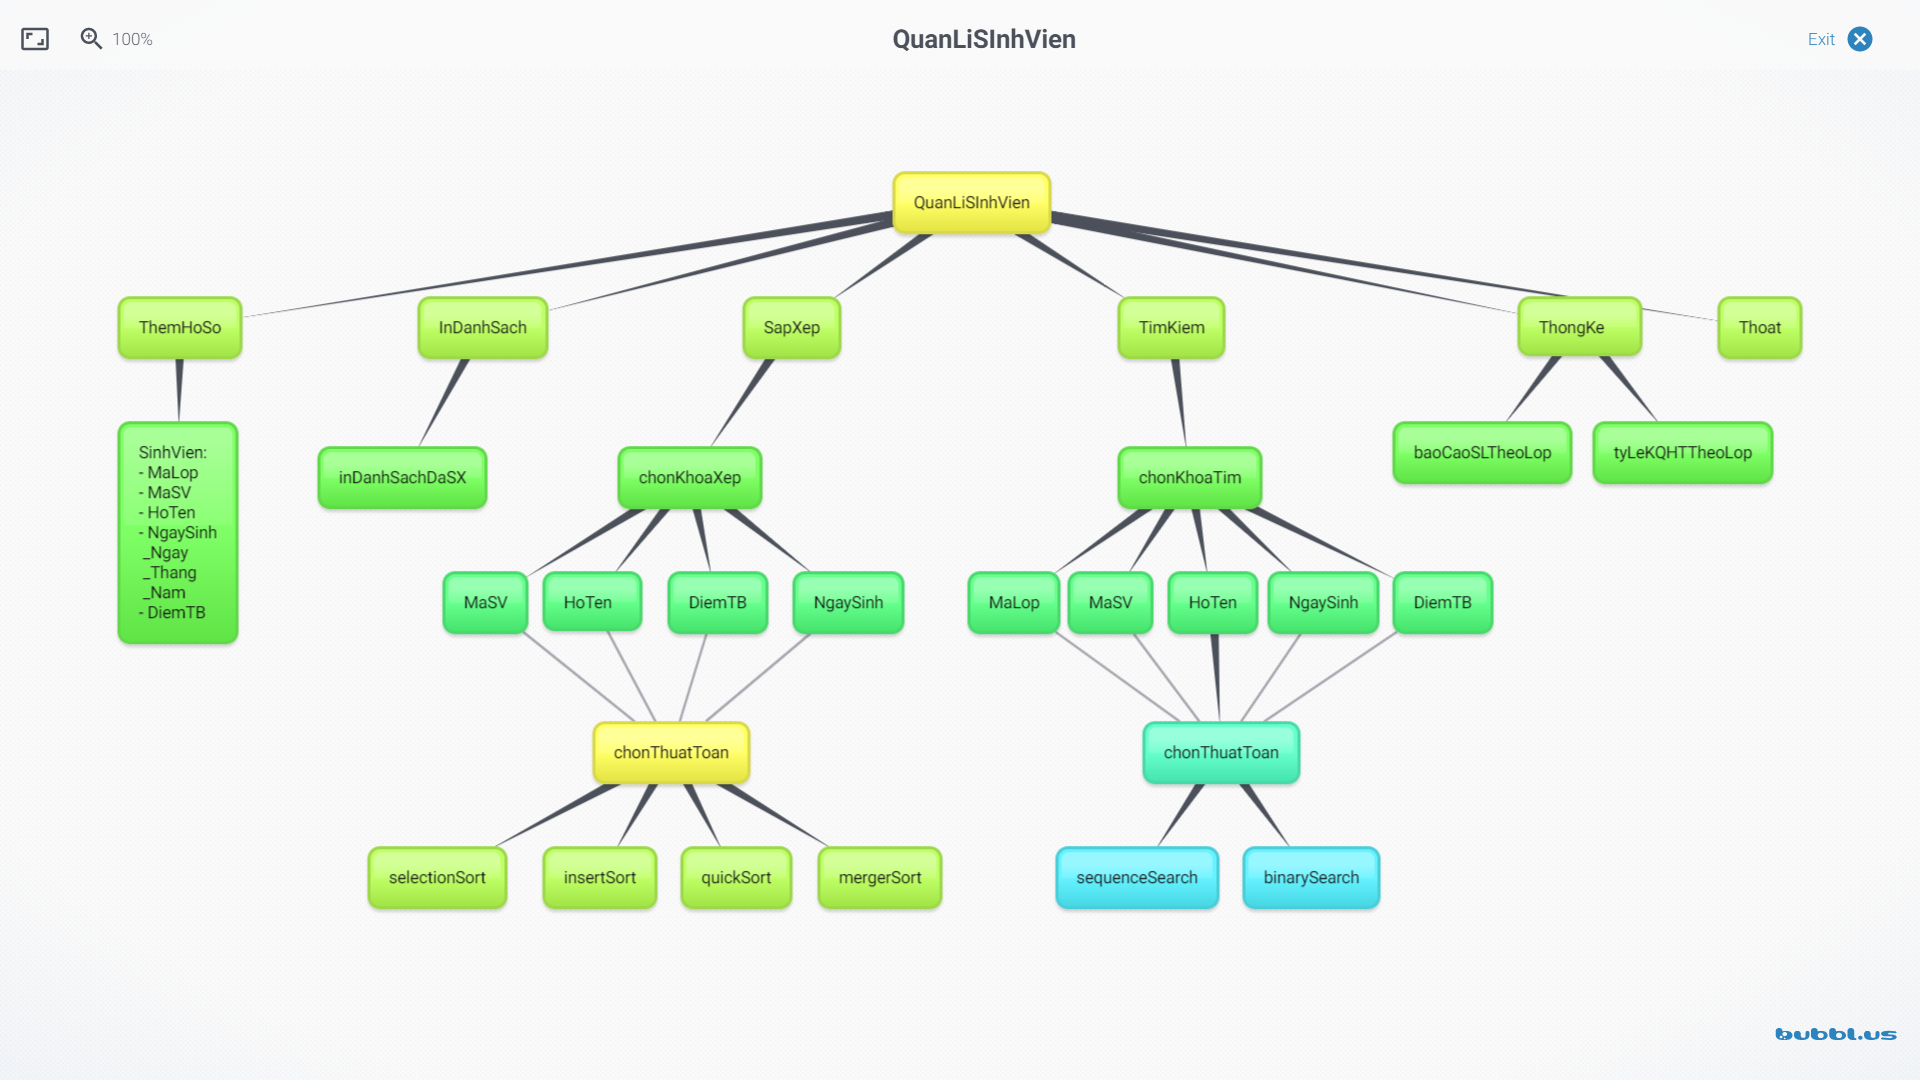 100%
QuanLiSInhVien
Exit
QuanLiSInhVien
ThemHoSo
InDanhSach
SapXep
TimKiem
ThongKe
Thoat
SinhVien:
- MaLop
- MaSV
- HoTen
- NgaySinh
_Ngay
_Thang
_Nam
- DiemTB
inDanhSachDaSX
chonKhoaXep
chonKhoaTim
baoCaoSLTheoLop
tyLeKQHTTheoLop
MaSV
HoTen
DiemTB
NgaySinh
MaLop
MaSV
HoTen
NgaySinh
DiemTB
chonThuatToan
chonThuatToan
selectionSort
insertSort
quickSort
mergerSort
sequenceSearch
binarySearch
bubbl.us